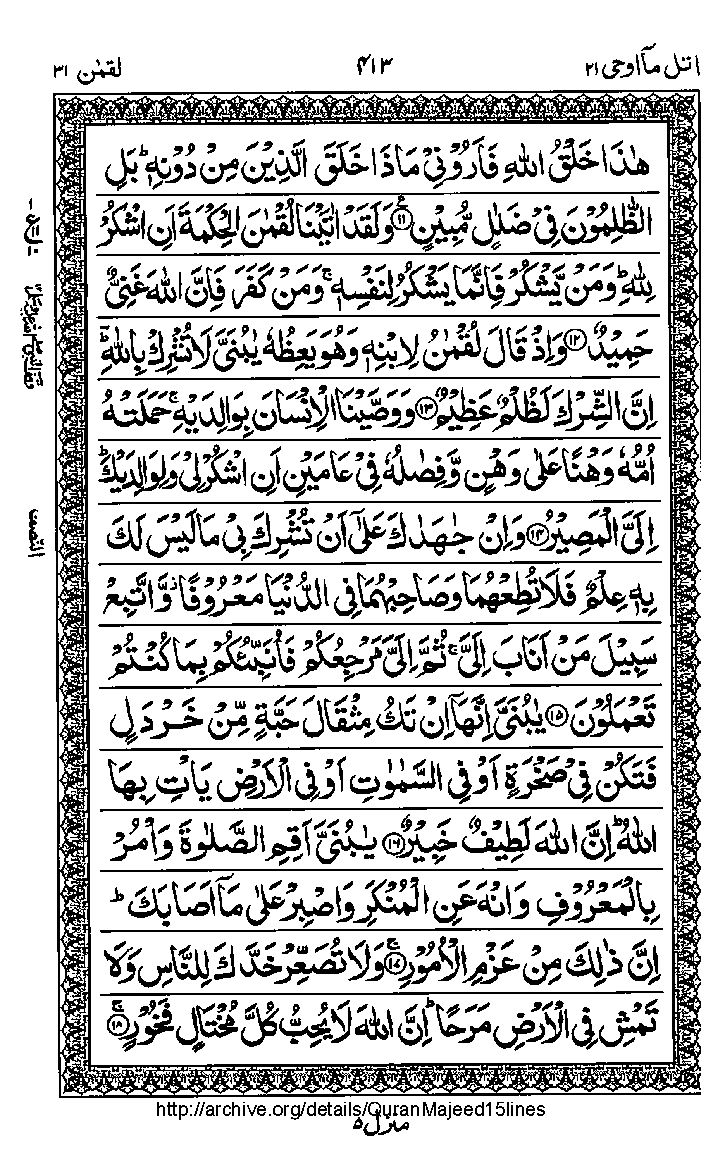 اتل مآاوحی ۲۱
۴۱۳
لقمٰن ۳۱
هٰذَا خَلْقُ اللّٰهِ فَاَرُوْنِیْ مَاذَا خَلَقَ الَّذِیْنَ مِنْ دُوْنِهٖ ؕ بَلِ
الظّٰلِمُوْنَ فِیْ ضَلٰلٍ مُّبِیْنٍ ﴿۱۱﴾ وَلَقَدْ اٰتَیْنَا لُقْمٰنَ الْحِكْمَةَ اَنِ اشْكُرْ
لِلّٰهِ ؕ وَمَنْ یَّشْكُرْ فَاِنَّمَا یَشْكُرُ لِنَفْسِهٖ ۚ وَمَنْ كَفَرَ فَاِنَّ اللّٰهَ غَنِیٌّ
حَمِیْدٌ ﴿۱۲﴾ وَاِذْ قَالَ لُقْمٰنُ لِابْنِهٖ وَهُوَ یَعِظُهٗ یٰبُنَیَّ لَا تُشْرِكْ بِاللّٰهِ ؔؕ
اِنَّ الشِّرْكَ لَظُلْمٌ عَظِیْمٌ ﴿۱۳﴾ وَوَصَّیْنَا الْاِنْسَانَ بِوَالِدَیْهِ ۚ حَمَلَتْهُ
اُمُّهٗ وَهْنًا عَلٰی وَهْنٍ وَّفِصٰلُهٗ فِیْ عَامَیْنِ اَنِ اشْكُرْ لِیْ وَلِوَالِدَیْكَ ؕ
اِلَیَّ الْمَصِیْرُ ﴿۱۴﴾ وَاِنْ جٰهَدٰكَ عَلٰۤی اَنْ تُشْرِكَ بِیْ مَا لَیْسَ لَكَ
بِهٖ عِلْمٌ فَلَا تُطِعْهُمَا وَصَاحِبْهُمَا فِی الدُّنْیَا مَعْرُوْفًا ؗ وَّاتَّبِعْ
سَبِیْلَ مَنْ اَنَابَ اِلَیَّ ۚ ثُمَّ اِلَیَّ مَرْجِعُكُمْ فَاُنَبِّئُكُمْ بِمَا كُنْتُمْ
تَعْمَلُوْنَ ﴿۱۵﴾ یٰبُنَیَّ اِنَّهَاۤ اِنْ تَكُ مِثْقَالَ حَبَّةٍ مِّنْ خَرْدَلٍ
فَتَكُنْ فِیْ صَخْرَةٍ اَوْ فِی السَّمٰوٰتِ اَوْ فِی الْاَرْضِ یَاْتِ بِهَا
اللّٰهُ ؕ اِنَّ اللّٰهَ لَطِیْفٌ خَبِیْرٌ ﴿۱۶﴾ یٰبُنَیَّ اَقِمِ الصَّلٰوةَ وَاْمُرْ
بِالْمَعْرُوْفِ وَانْهَ عَنِ الْمُنْكَرِ وَاصْبِرْ عَلٰی مَاۤ اَصَابَكَ ؕ
اِنَّ ذٰلِكَ مِنْ عَزْمِ الْاُمُوْرِ ﴿۱۷﴾ وَلَا تُصَعِّرْ خَدَّكَ لِلنَّاسِ وَلَا
تَمْشِ فِی الْاَرْضِ مَرَحًا ؕ اِنَّ اللّٰهَ لَا یُحِبُّ كُلَّ مُخْتَالٍ فَخُوْرٍ ﴿۱۸﴾
النّصف
http://archive.org/details/QuranMajeed15lines
منزل ۵